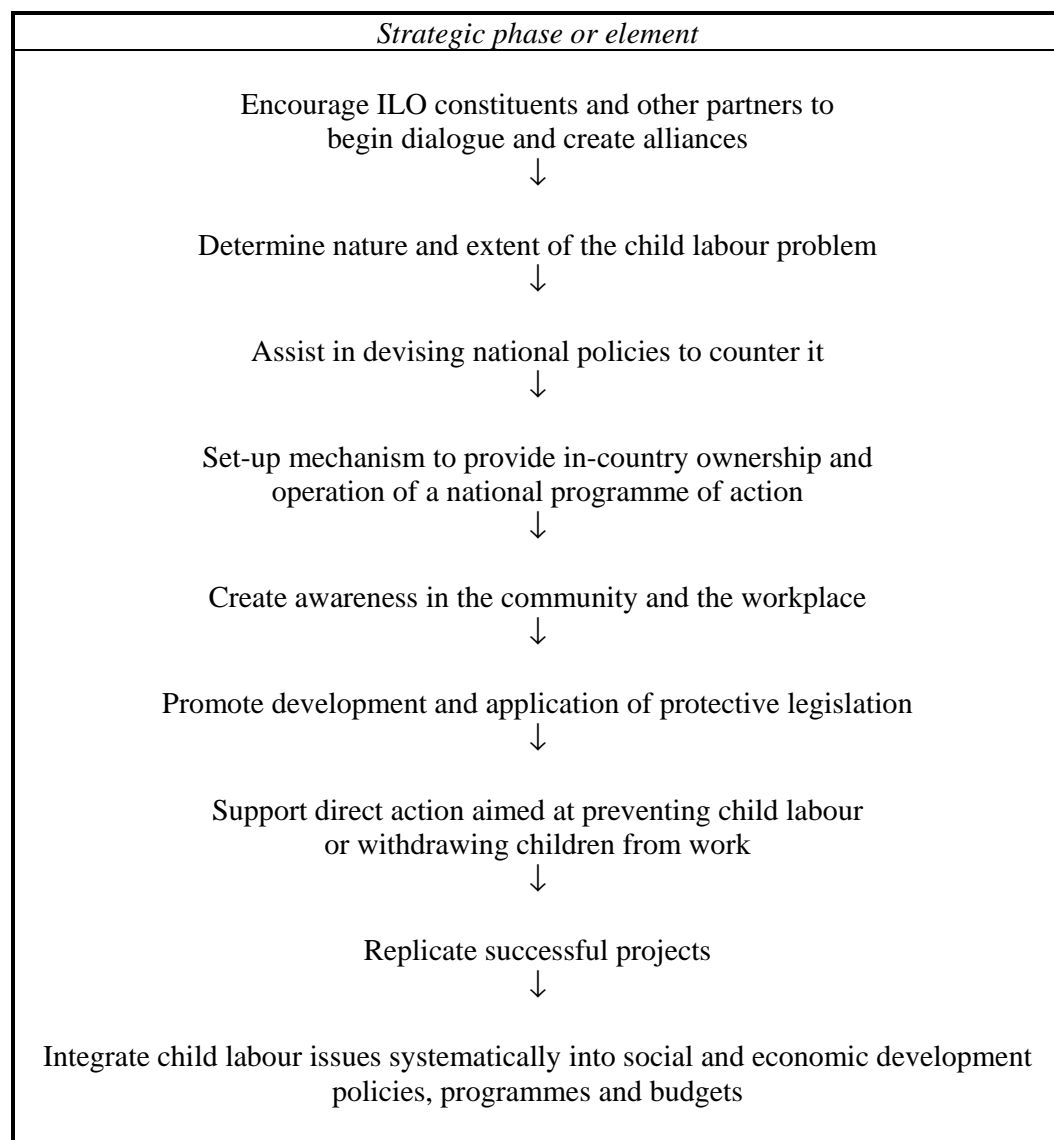 Strategic phase or element
Encourage ILO constituents and other partners to
begin dialogue and create alliances
↓
Determine nature and extent of the child labour problem
↓
Assist in devising national policies to counter it
↓
Set-up mechanism to provide in-country ownership and
operation of a national programme of action
↓
Create awareness in the community and the workplace
↓
Promote development and application of protective legislation
↓
Support direct action aimed at preventing child labour
or withdrawing children from work
↓
Replicate successful projects
↓
Integrate child labour issues systematically into social and economic development
policies, programmes and budgets